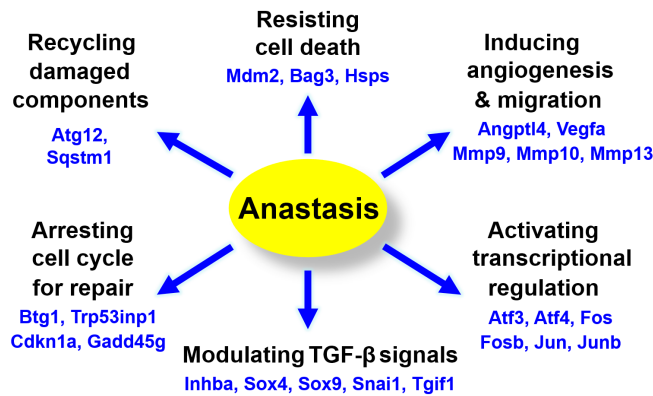 Resisting
cell death
Mdm2, Bag3, Hsps
Recycling
damaged
components
Atg12,
Sqstm1
Inducing
angiogenesis
& migration
Angptl4, Vegfa
Mmp9, Mmp10, Mmp13
Anastasis
Arresting
cell cycle
for repair
Btg1, Trp53inp1
Cdkn1a, Gadd45g
Activating
transcriptional
regulation
Atf3, Atf4, Fos
Fosb, Jun, Junb
Modulating TGF-β signals
Inhba, Sox4, Sox9, Snai1, Tgif1